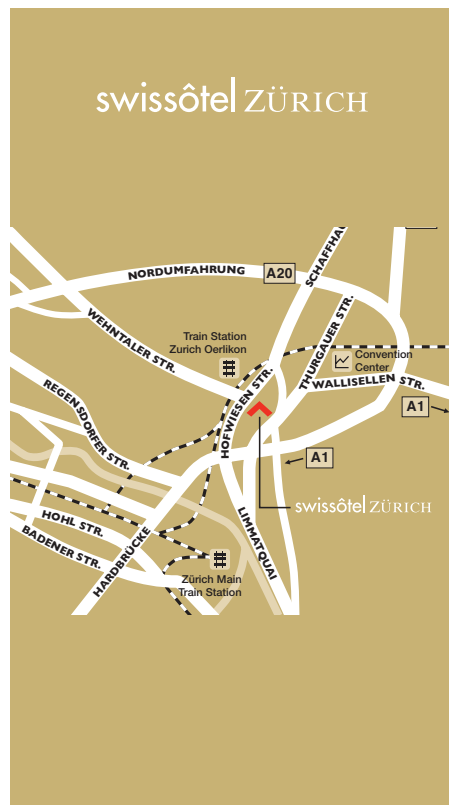 swissôtel ZÜRICH
SCHAFFHAU
NORDUMFAHRUNG
A20
WEHNTALER STR.
Train Station
Zurich Oerlikon
THURGAUER STR.
Convention
Center
HOFWIESEN STR.
WALLISELLEN STR.
REGENSDORFER STR.
A1
A1
swissôtel ZÜRICH
HOHL STR.
BADENER STR.
HARDBRÜCKE
LIMMATQUAI
Zürich Main
Train Station